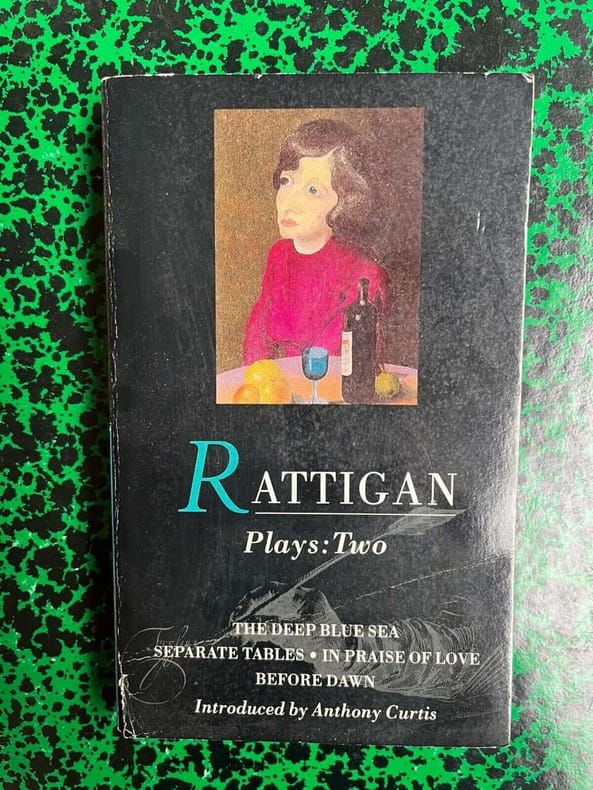 RATTIGAN
Plays: Two
THE DEEP BLUE SEA
SEPARATE TABLES • IN PRAISE OF LOVE
BEFORE DAWN
Introduced by Anthony Curtis